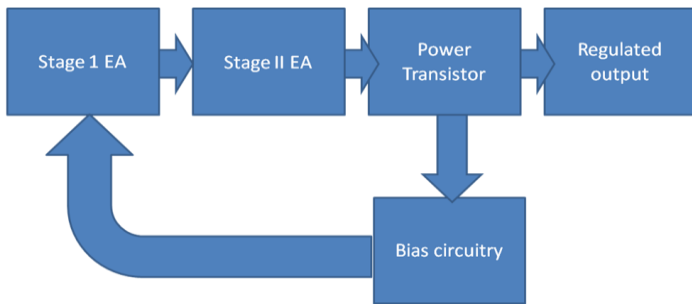 Stage 1 EA
Stage II EA
Power
Transistor
Regulated
output
Bias circuitry